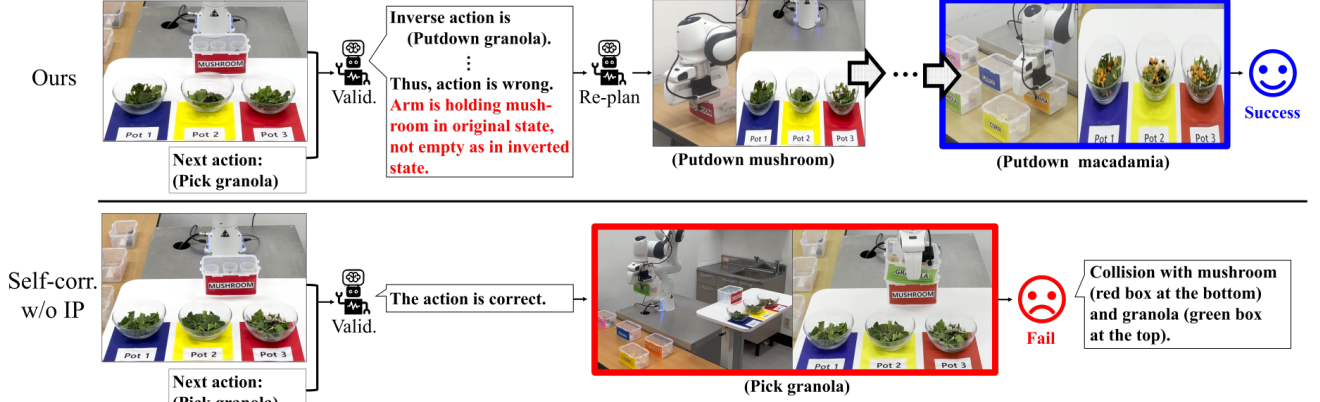 Ours
MUSHROOM
Pot 1
Pot 2
Pot 3
Next action:
(Pick granola)
Valid.
Inverse action is
(Putdown granola).
⋮
Thus, action is wrong.
Arm is holding mush-
room in original state,
not empty as in inverted
state.
Re-plan
Pot 1
Pot 2
Pot 3
(Putdown mushroom)
...
CORN
Pot 1
Pot 2
Pot 3
(Putdown macadamia)
Success
Self-corr.
w/o IP
MUSHROOM
Pot 1
Pot 2
Pot 3
Next action:
(Pick granola)
Valid.
The action is correct.
MUSHROOM
Pot 1
Pot 2
Pot 3
(Pick granola)
Fail
Collision with mushroom
(red box at the bottom)
and granola (green box
at the top).